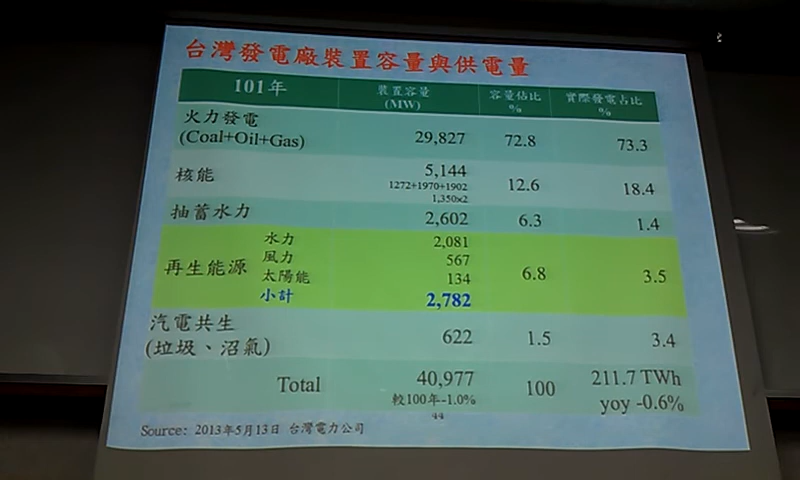 台灣發電廠裝置容量與供電量
101年 裝置容量 (MW) 容量佔比 % 實際發電占比 %
火力發電 (Coal+Oil+Gas) 29,827 72.8 73.3
核能 5,144 12.6 18.4
1272+1970+1902
1,350x2
抽蓄水力 2,602 6.3 1.4
再生能源 6.8 3.5
水力 2,081
風力 567
太陽能 134
小計 2,782
汽電共生 (垃圾、沼氣) 622 1.5 3.4
Total 40,977 100 211.7 TWh
較100年-1.0% yoy -0.6%
44
Source: 2013年5月13日 台灣電力公司